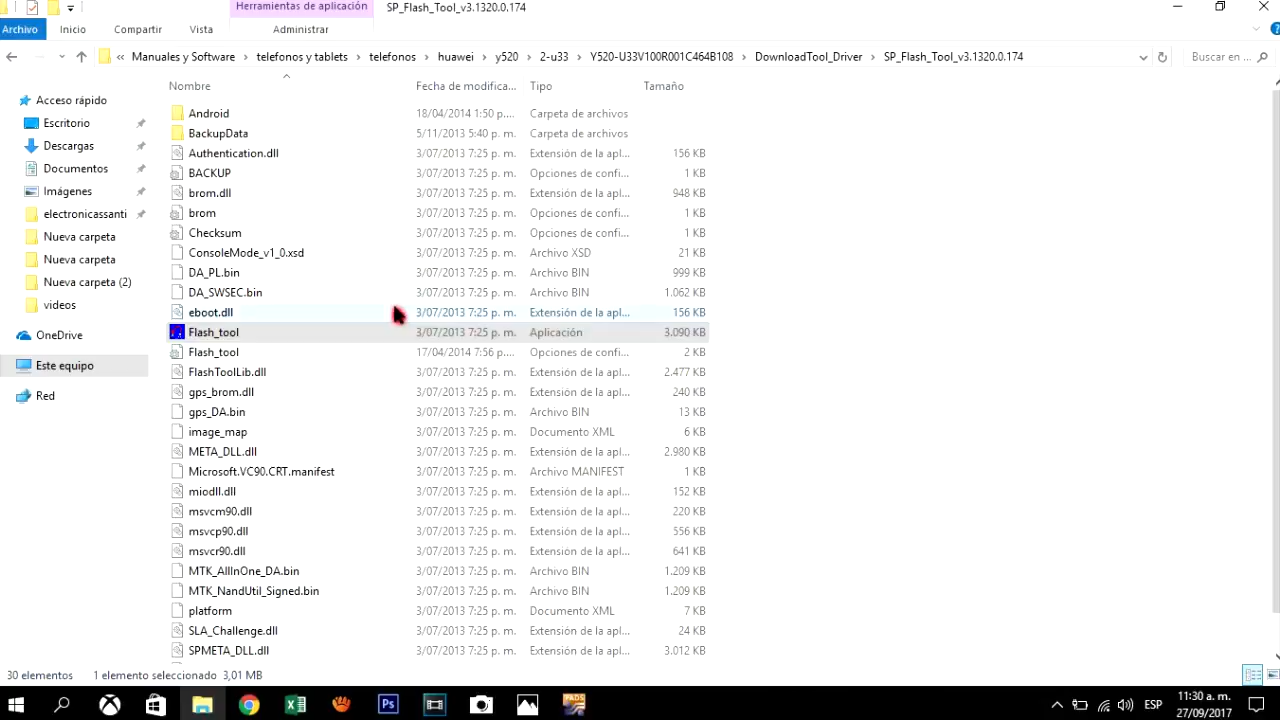 Herramientas de aplicación SP_Flash_Tool_v3.1320.0.174
Archivo Inicio Compartir Vista Administrar
« Manuales y Software > telefonos y tablets > telefonos > huawei > y520 > 2-u33 > Y520-U33V100R001C464B108 > DownloadTool_Driver > SP_Flash_Tool_v3.1320.0.174 Buscar en ...
Nombre Fecha de modifica... Tipo Tamaño
Acceso rápido
Escritorio
Descargas
Documentos
Imágenes
electronicassanti
Nueva carpeta
Nueva carpeta
Nueva carpeta (2)
videos
OneDrive
Este equipo
Red
Android 18/04/2014 1:50 p.... Carpeta de archivos
BackupData 5/11/2013 5:40 p. m. Carpeta de archivos
Authentication.dll 3/07/2013 7:25 p. m. Extensión de la apl... 156 KB
BACKUP 3/07/2013 7:25 p. m. Opciones de confi... 1 KB
brom.dll 3/07/2013 7:25 p. m. Extensión de la apl... 948 KB
brom 3/07/2013 7:25 p. m. Opciones de confi... 1 KB
Checksum 3/07/2013 7:25 p. m. Opciones de confi... 1 KB
ConsoleMode_v1_0.xsd 3/07/2013 7:25 p. m. Archivo XSD 21 KB
DA_PL.bin 3/07/2013 7:25 p. m. Archivo BIN 999 KB
DA_SWSEC.bin 3/07/2013 7:25 p. m. Archivo BIN 1.062 KB
eboot.dll 3/07/2013 7:25 p. m. Extensión de la apl... 156 KB
Flash_tool 3/07/2013 7:25 p. m. Aplicación 3.090 KB
Flash_tool 17/04/2014 7:56 p.... Opciones de confi... 2 KB
FlashToolLib.dll 3/07/2013 7:25 p. m. Extensión de la apl... 2.477 KB
gps_brom.dll 3/07/2013 7:25 p. m. Extensión de la apl... 240 KB
gps_DA.bin 3/07/2013 7:25 p. m. Archivo BIN 13 KB
image_map 3/07/2013 7:25 p. m. Documento XML 6 KB
META_DLL.dll 3/07/2013 7:25 p. m. Extensión de la apl... 2.980 KB
Microsoft.VC90.CRT.manifest 3/07/2013 7:25 p. m. Archivo MANIFEST 1 KB
miodll.dll 3/07/2013 7:25 p. m. Extensión de la apl... 152 KB
msvcm90.dll 3/07/2013 7:25 p. m. Extensión de la apl... 220 KB
msvcp90.dll 3/07/2013 7:25 p. m. Extensión de la apl... 556 KB
msvcr90.dll 3/07/2013 7:25 p. m. Extensión de la apl... 641 KB
MTK_AllInOne_DA.bin 3/07/2013 7:25 p. m. Archivo BIN 1.209 KB
MTK_NandUtil_Signed.bin 3/07/2013 7:25 p. m. Archivo BIN 1.209 KB
platform 3/07/2013 7:25 p. m. Documento XML 7 KB
SLA_Challenge.dll 3/07/2013 7:25 p. m. Extensión de la apl... 24 KB
SPMETA_DLL.dll 3/07/2013 7:25 p. m. Extensión de la apl... 3.012 KB
30 elementos 1 elemento seleccionado 3,01 MB
Ps PADS ESP 11:30 a. m.
27/09/2017